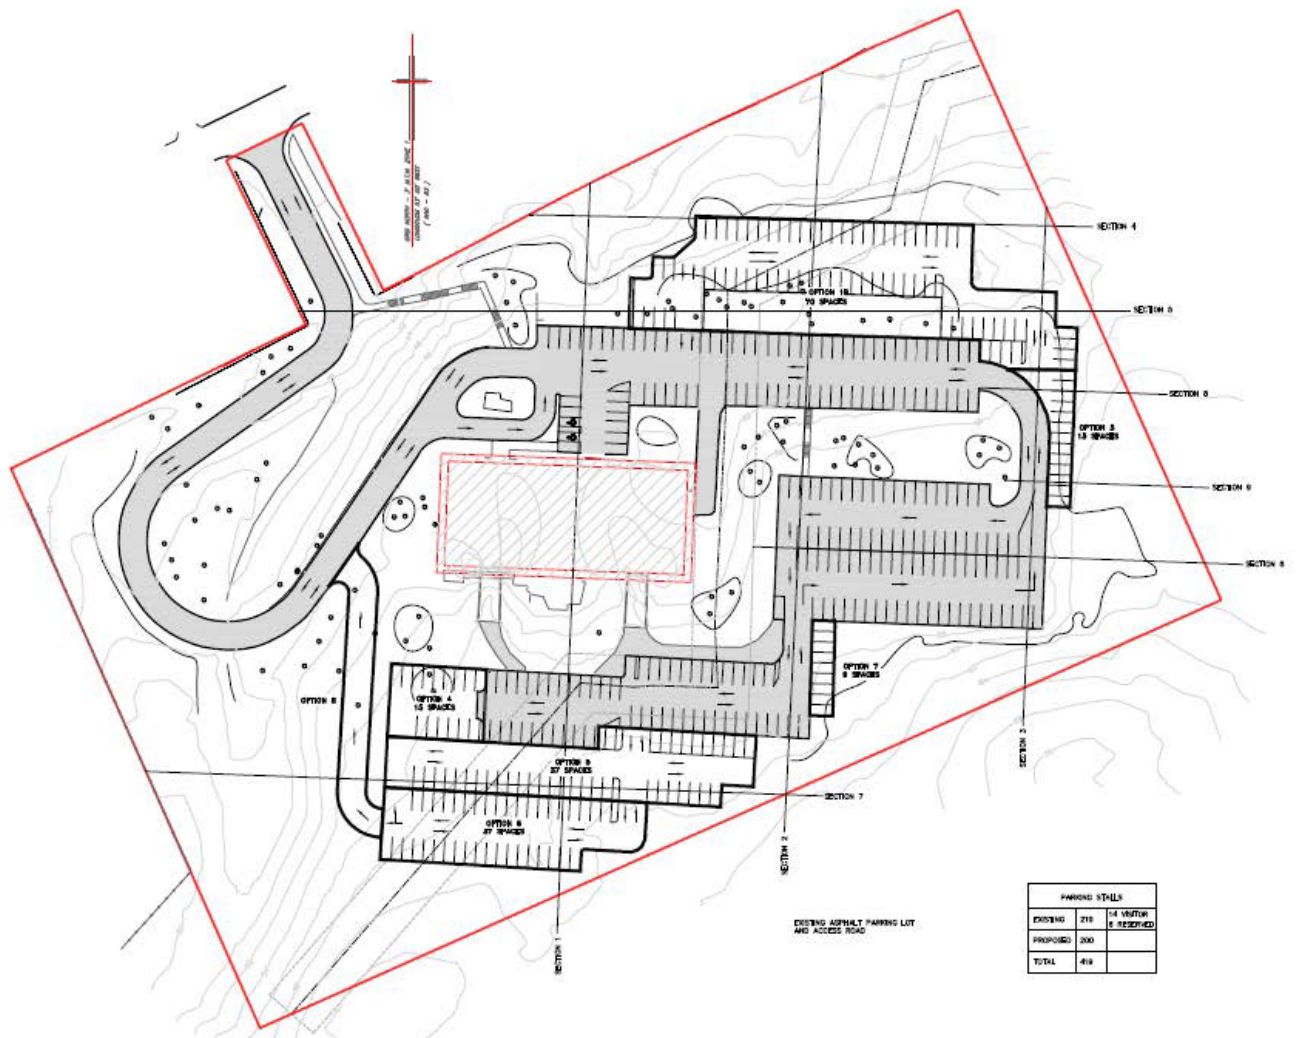 SECTION 4
OPTION 1B
70 SPACES
SECTION 5
SECTION 8
OPTION 3
13 SPACES
SECTION 9
SECTION 6
OPTION 7
8 SPACES
OPTION 8
OPTION 4
15 SPACES
SECTION 3
OPTION 5
57 SPACES
SECTION 7
OPTION 6
37 SPACES
SECTION 2
SECTION 1
EXISTING ASPHALT PARKING LOT
AND ACCESS ROAD
PARKING STALLS
EXISTING 14 VISITOR
6 RESERVED
PROPOSED 200
TOTAL